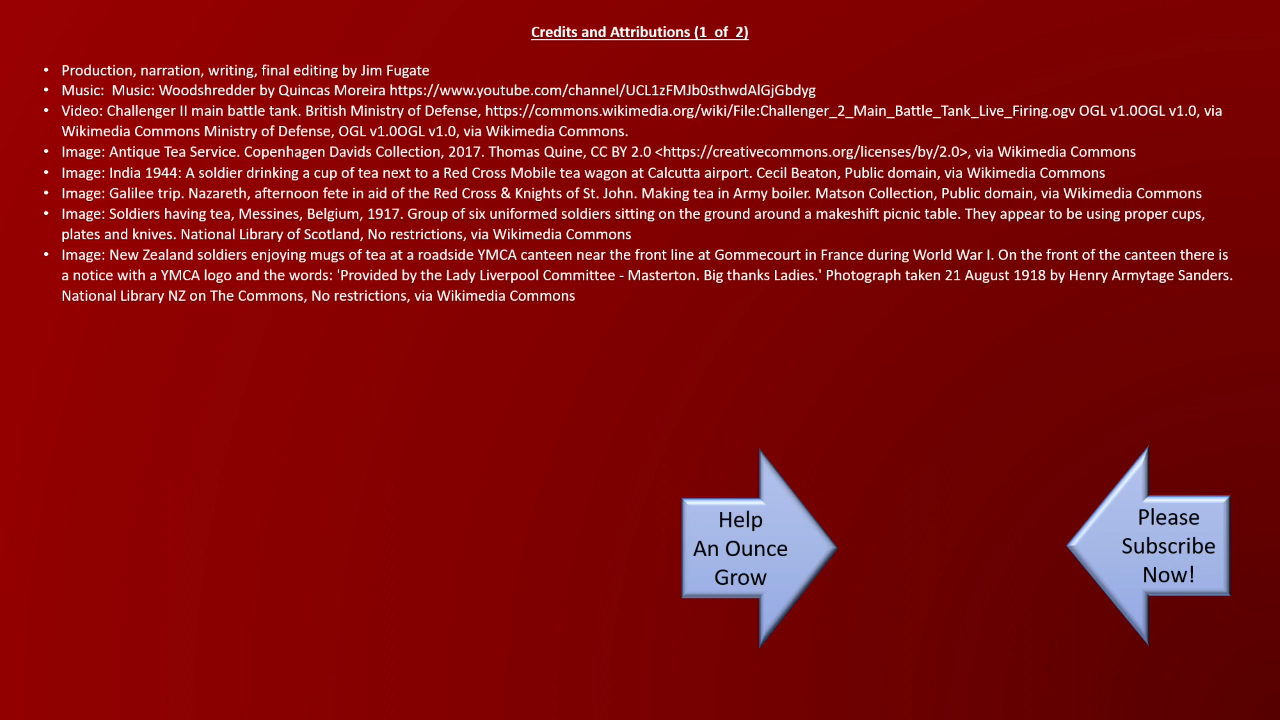 Credits and Attributions (1 of 2)
• Production, narration, writing, final editing by Jim Fugate
• Music: Music: Woodshredder by Quincas Moreira https://www.youtube.com/channel/UCL1zFMJb0sthwdAlGjGbdyg
• Video: Challenger II main battle tank. British Ministry of Defense, https://commons.wikimedia.org/wiki/File:Challenger_2_Main_Battle_Tank_Live_Firing.ogv OGL v1.0OGL v1.0, via
Wikimedia Commons Ministry of Defense, OGL v1.0OGL v1.0, via Wikimedia Commons.
• Image: Antique Tea Service. Copenhagen Davids Collection, 2017. Thomas Quine, CC BY 2.0 <https://creativecommons.org/licenses/by/2.0>, via Wikimedia Commons
• Image: India 1944: A soldier drinking a cup of tea next to a Red Cross Mobile tea wagon at Calcutta airport. Cecil Beaton, Public domain, via Wikimedia Commons
• Image: Galilee trip. Nazareth, afternoon fete in aid of the Red Cross & Knights of St. John. Making tea in Army boiler. Matson Collection, Public domain, via Wikimedia Commons
• Image: Soldiers having tea, Messines, Belgium, 1917. Group of six uniformed soldiers sitting on the ground around a makeshift picnic table. They appear to be using proper cups,
plates and knives. National Library of Scotland, No restrictions, via Wikimedia Commons
• Image: New Zealand soldiers enjoying mugs of tea at a roadside YMCA canteen near the front line at Gommecourt in France during World War I. On the front of the canteen there is
a notice with a YMCA logo and the words: 'Provided by the Lady Liverpool Committee - Masterton. Big thanks Ladies.' Photograph taken 21 August 1918 by Henry Armytage Sanders.
National Library NZ on The Commons, No restrictions, via Wikimedia Commons
Help
An Ounce
Grow
Please
Subscribe
Now!